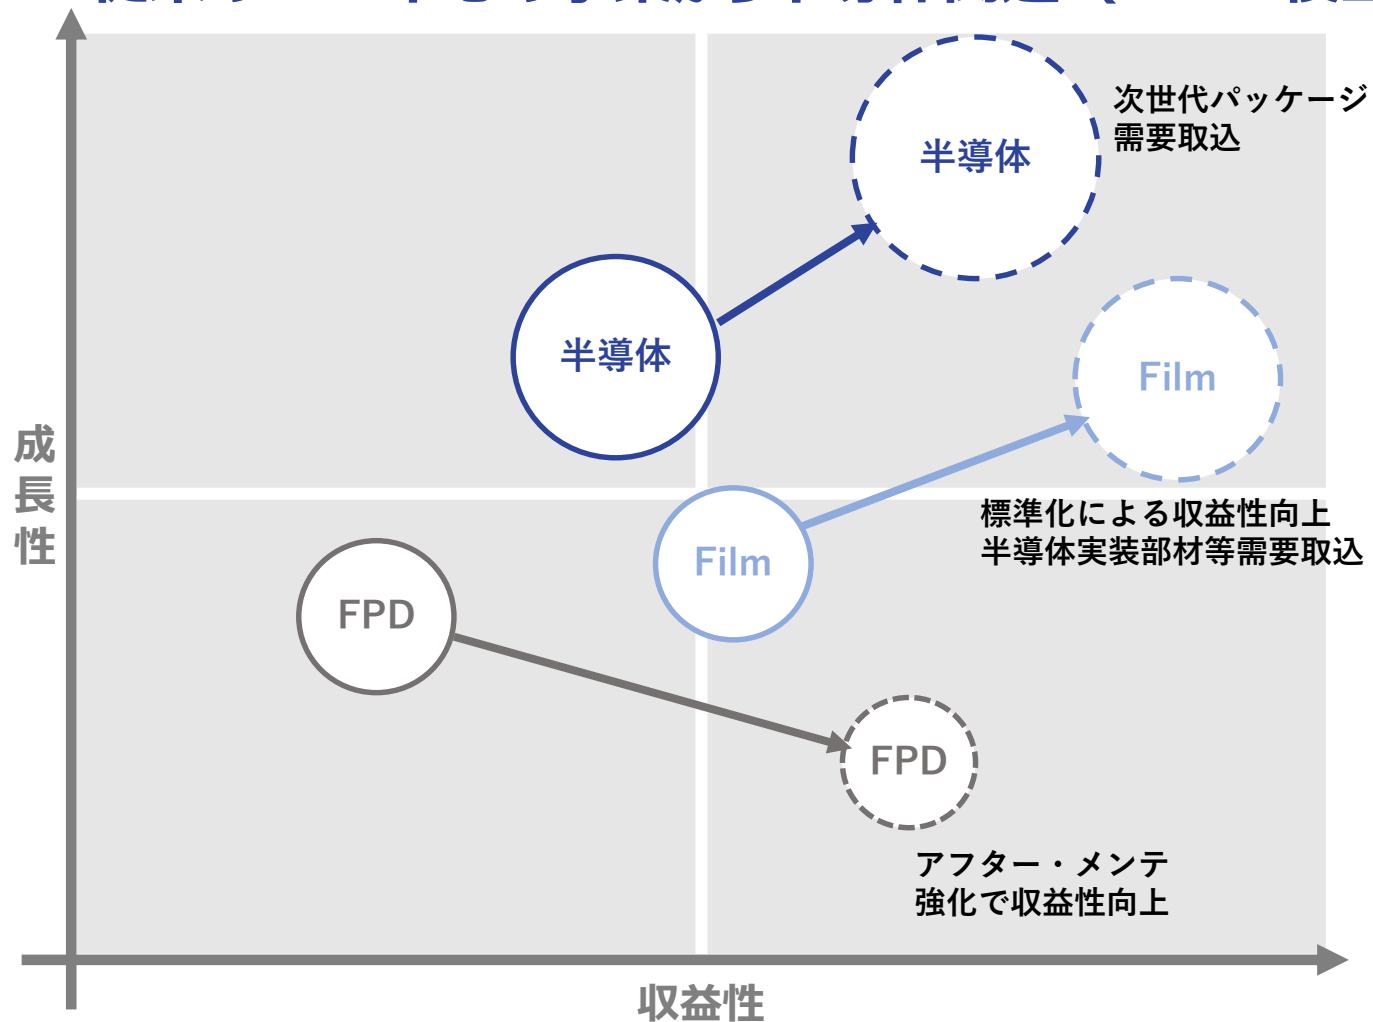 次世代パッケージ
需要取込
半導体
半導体
Film
成長性
標準化による収益性向上
半導体実装部材等需要取込
Film
FPD
FPD
アフター・メンテ
強化で収益性向上
収益性